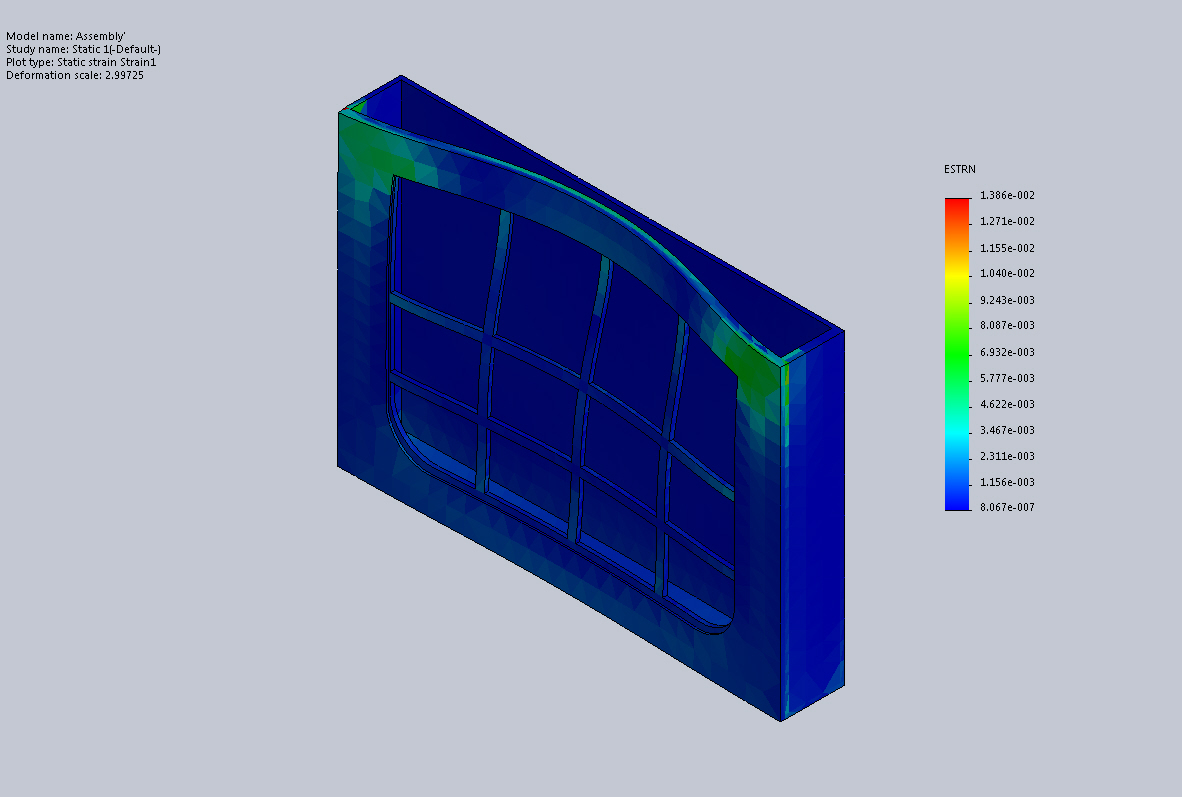 Model name: Assembly'
Study name: Static 1(-Default-)
Plot type: Static strain Strain1
Deformation scale: 2.99725
ESTRN
1.386e-002
1.271e-002
1.155e-002
1.040e-002
9.243e-003
8.087e-003
6.932e-003
5.777e-003
4.622e-003
3.467e-003
2.311e-003
1.156e-003
8.067e-007